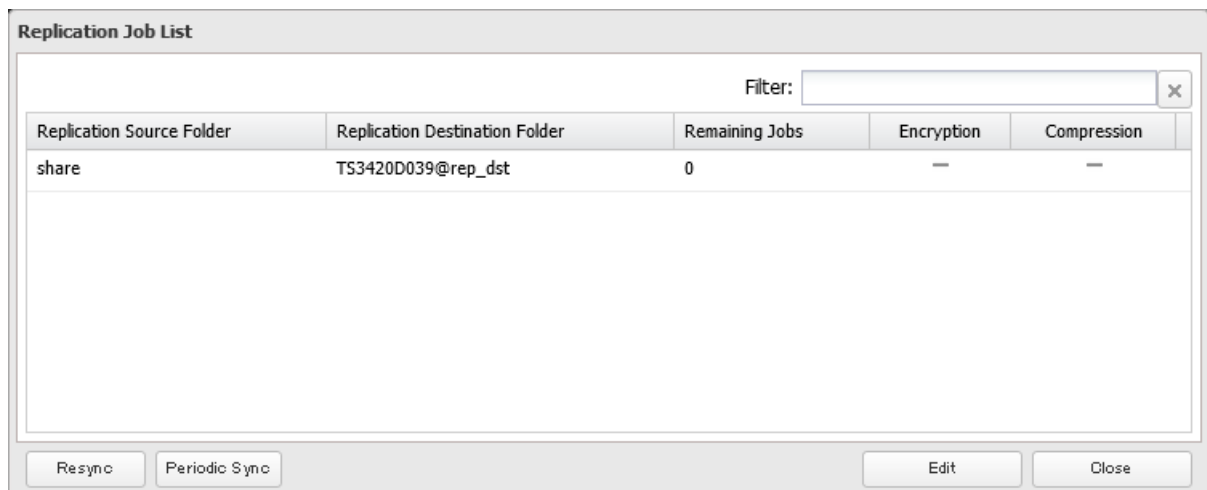 Replication Job List
Filter:
Replication Source Folder Replication Destination Folder Remaining Jobs Encryption Compression
share TS3420D039@rep_dst 0 — —
Resync Periodic Sync Edit Close